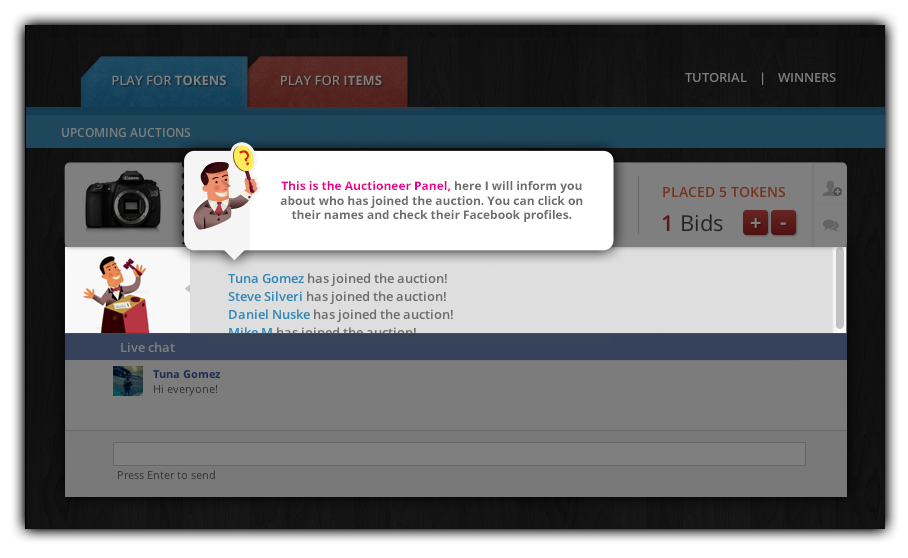 PLAY FOR TOKENS
PLAY FOR ITEMS
TUTORIAL | WINNERS
UPCOMING AUCTIONS
?
This is the Auctioneer Panel, here I will inform you
about who has joined the auction. You can click on
their names and check their Facebook profiles.
PLACED 5 TOKENS
1 Bids + -
Tuna Gomez has joined the auction!
Steve Silveri has joined the auction!
Daniel Nuske has joined the auction!
Mike M has joined the auction!
Live chat
Tuna Gomez
Hi everyone!
Press Enter to send